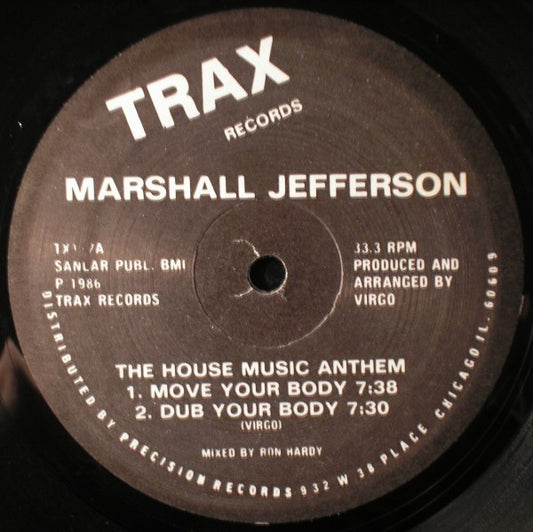 TRAX
RECORDS
MARSHALL JEFFERSON
SANLAR PUBL. BMI
P 1986
TRAX RECORDS
33.3 RPM
PRODUCED AND
ARRANGED BY
VIRGO
THE HOUSE MUSIC ANTHEM
1. MOVE YOUR BODY 7:38
2. DUB YOUR BODY 7:30
(VIRGO)
MIXED BY RON HARDY
DISTRIBUTED BY PRECISION RECORDS 932 W 38 PLACE CHICAGO IL. 60609